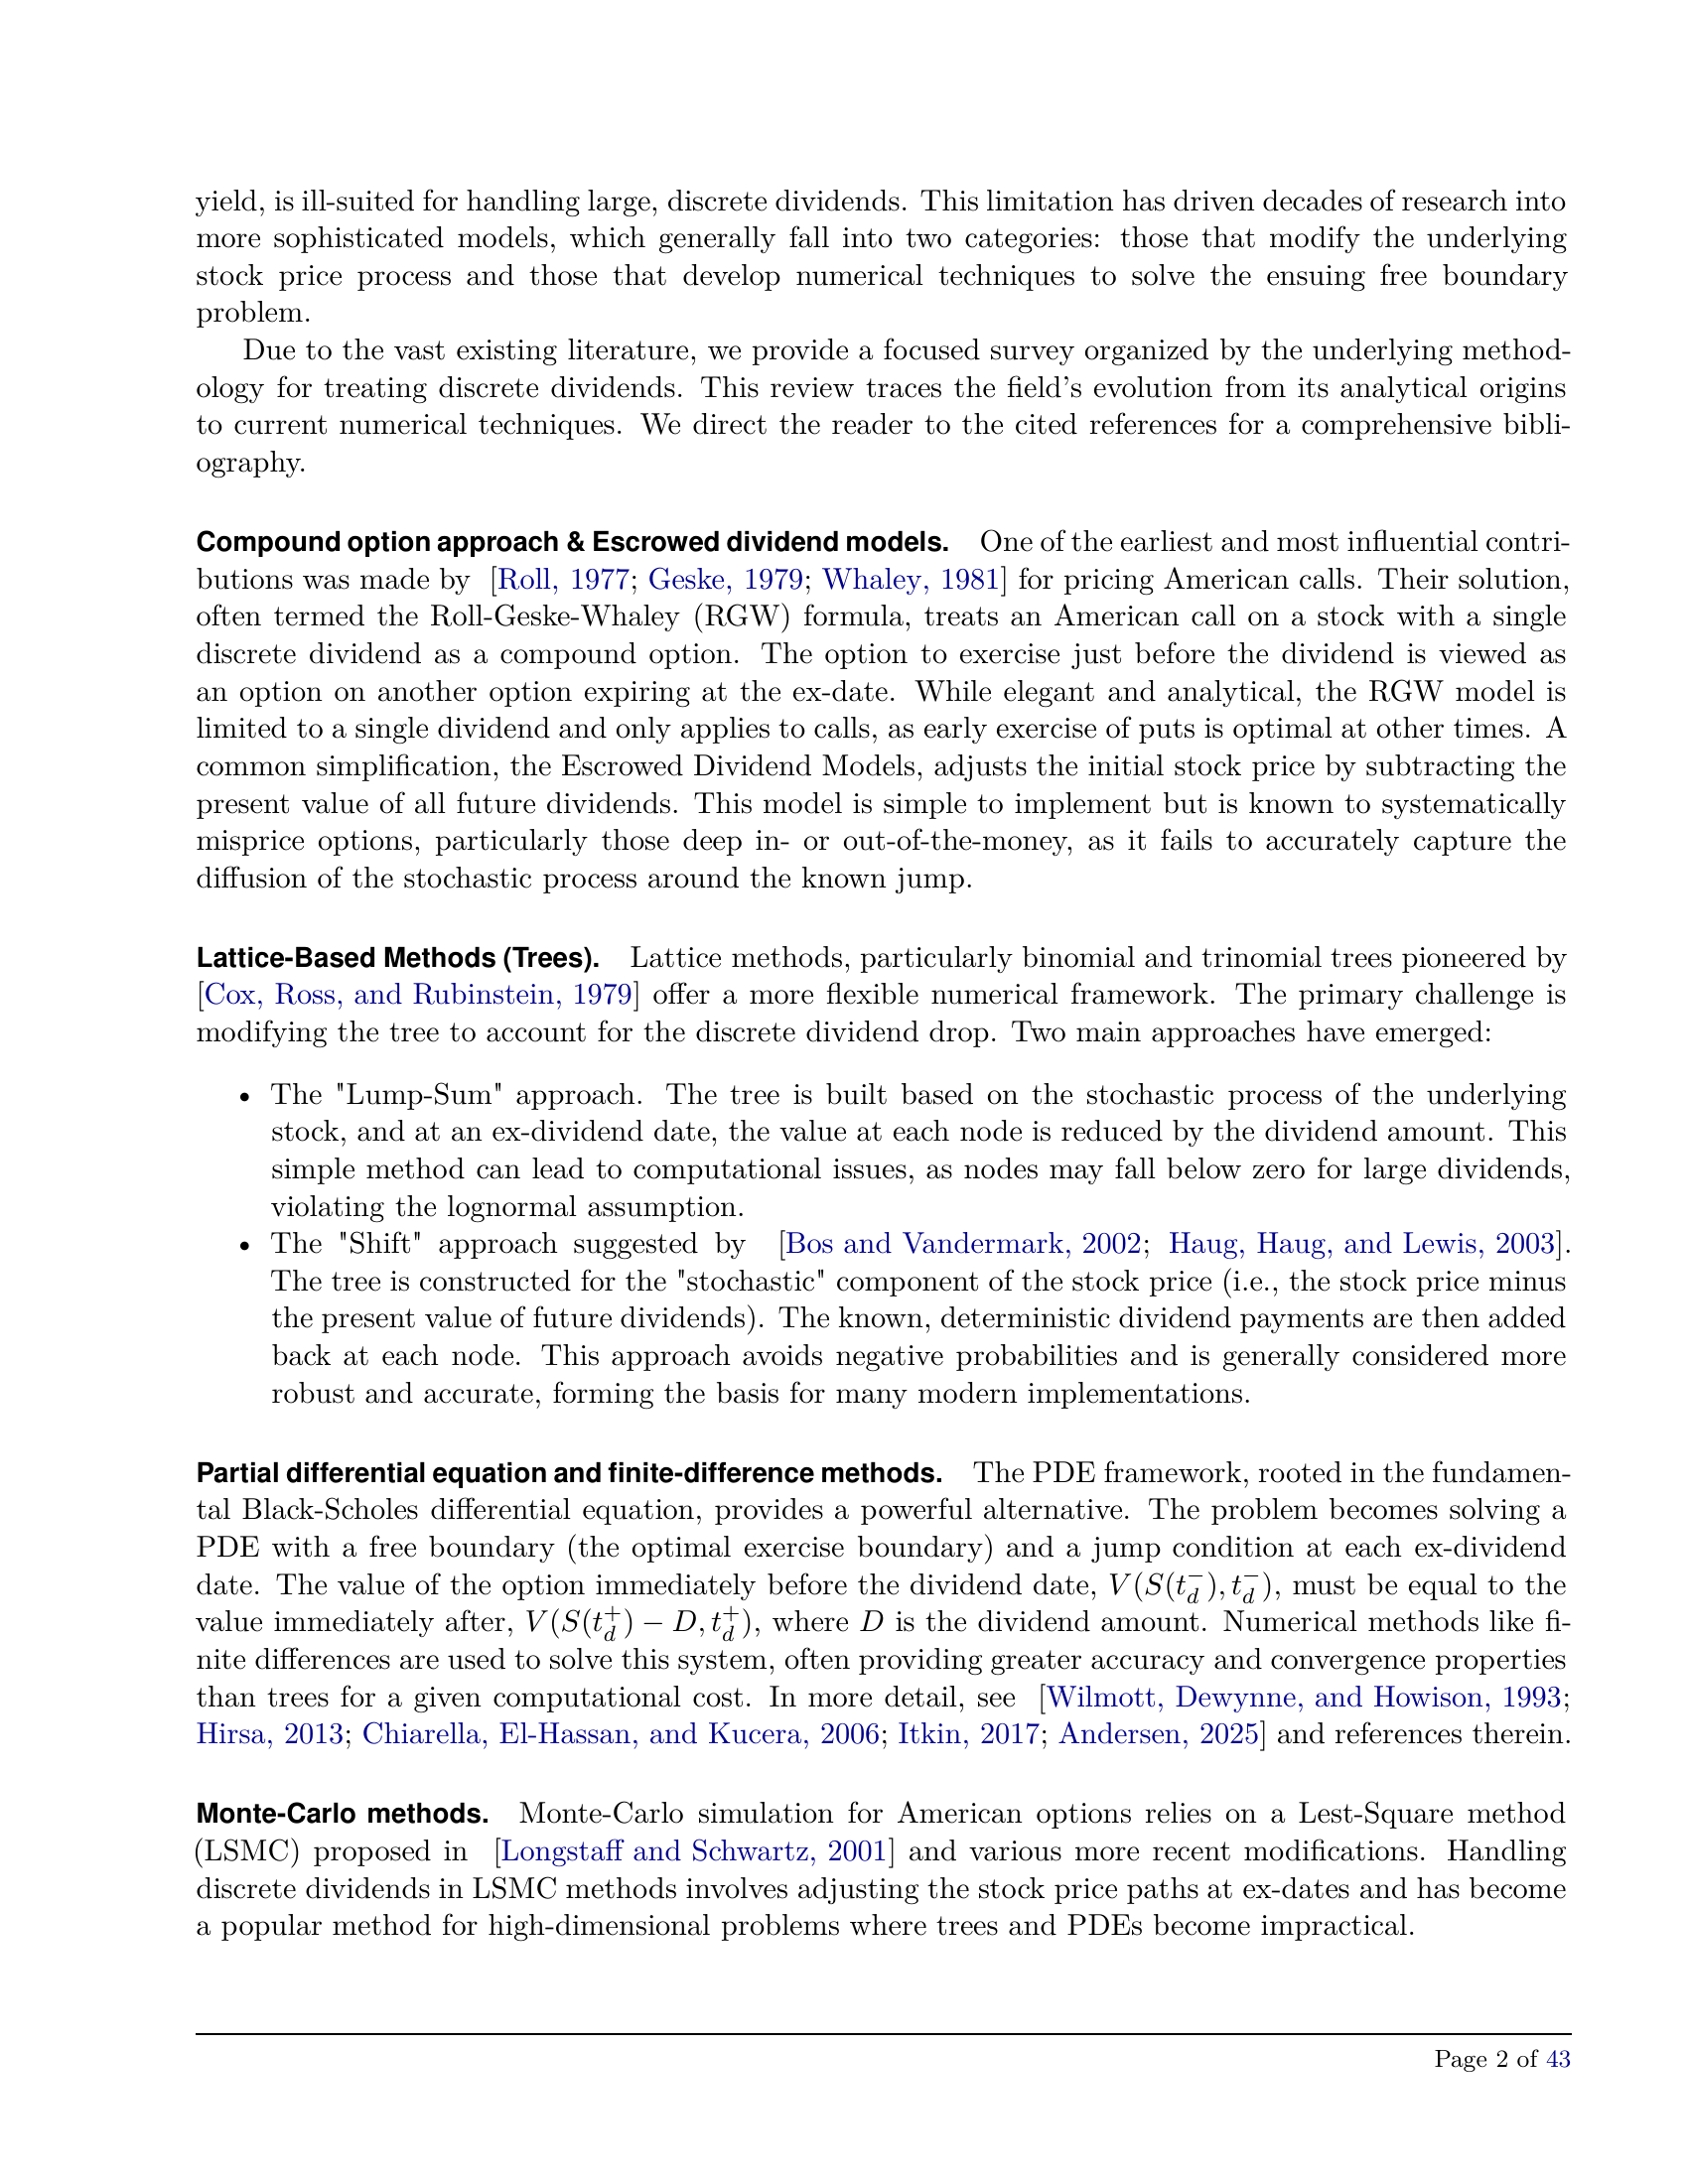 yield, is ill-suited for handling large, discrete dividends. This limitation has driven decades of research into
more sophisticated models, which generally fall into two categories: those that modify the underlying
stock price process and those that develop numerical techniques to solve the ensuing free boundary
problem.
Due to the vast existing literature, we provide a focused survey organized by the underlying method-
ology for treating discrete dividends. This review traces the field's evolution from its analytical origins
to current numerical techniques. We direct the reader to the cited references for a comprehensive bibli-
ography.
Compound option approach & Escrowed dividend models. One of the earliest and most influential contri-
butions was made by [Roll, 1977; Geske, 1979; Whaley, 1981] for pricing American calls. Their solution,
often termed the Roll-Geske-Whaley (RGW) formula, treats an American call on a stock with a single
discrete dividend as a compound option. The option to exercise just before the dividend is viewed as
an option on another option expiring at the ex-date. While elegant and analytical, the RGW model is
limited to a single dividend and only applies to calls, as early exercise of puts is optimal at other times. A
common simplification, the Escrowed Dividend Models, adjusts the initial stock price by subtracting the
present value of all future dividends. This model is simple to implement but is known to systematically
misprice options, particularly those deep in- or out-of-the-money, as it fails to accurately capture the
diffusion of the stochastic process around the known jump.
Lattice-Based Methods (Trees). Lattice methods, particularly binomial and trinomial trees pioneered by
[Cox, Ross, and Rubinstein, 1979] offer a more flexible numerical framework. The primary challenge is
modifying the tree to account for the discrete dividend drop. Two main approaches have emerged:
• The "Lump-Sum" approach. The tree is built based on the stochastic process of the underlying
stock, and at an ex-dividend date, the value at each node is reduced by the dividend amount. This
simple method can lead to computational issues, as nodes may fall below zero for large dividends,
violating the lognormal assumption.
• The "Shift" approach suggested by [Bos and Vandermark, 2002; Haug, Haug, and Lewis, 2003].
The tree is constructed for the "stochastic" component of the stock price (i.e., the stock price minus
the present value of future dividends). The known, deterministic dividend payments are then added
back at each node. This approach avoids negative probabilities and is generally considered more
robust and accurate, forming the basis for many modern implementations.
Partial differential equation and finite-difference methods. The PDE framework, rooted in the fundamen-
tal Black-Scholes differential equation, provides a powerful alternative. The problem becomes solving a
PDE with a free boundary (the optimal exercise boundary) and a jump condition at each ex-dividend
date. The value of the option immediately before the dividend date, $V(S(t_d^-), t_d^-)$, must be equal to the
value immediately after, $V(S(t_d^+) - D, t_d^+)$, where $D$ is the dividend amount. Numerical methods like fi-
nite differences are used to solve this system, often providing greater accuracy and convergence properties
than trees for a given computational cost. In more detail, see [Wilmott, Dewynne, and Howison, 1993;
Hirsa, 2013; Chiarella, El-Hassan, and Kucera, 2006; Itkin, 2017; Andersen, 2025] and references therein.
Monte-Carlo methods. Monte-Carlo simulation for American options relies on a Lest-Square method
(LSMC) proposed in [Longstaff and Schwartz, 2001] and various more recent modifications. Handling
discrete dividends in LSMC methods involves adjusting the stock price paths at ex-dates and has become
a popular method for high-dimensional problems where trees and PDEs become impractical.
Page 2 of 43